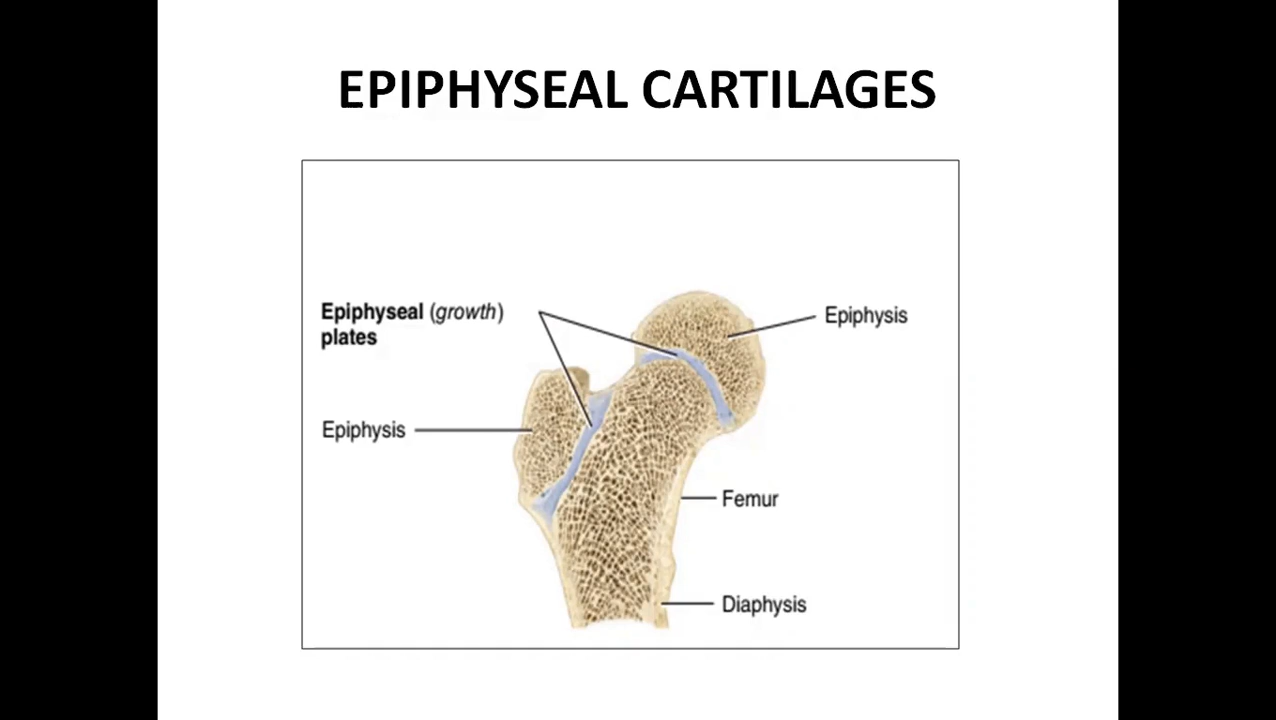 EPIPHYSEAL CARTILAGES
Epiphyseal (growth)
plates
Epiphysis
Epiphysis
Femur
Diaphysis